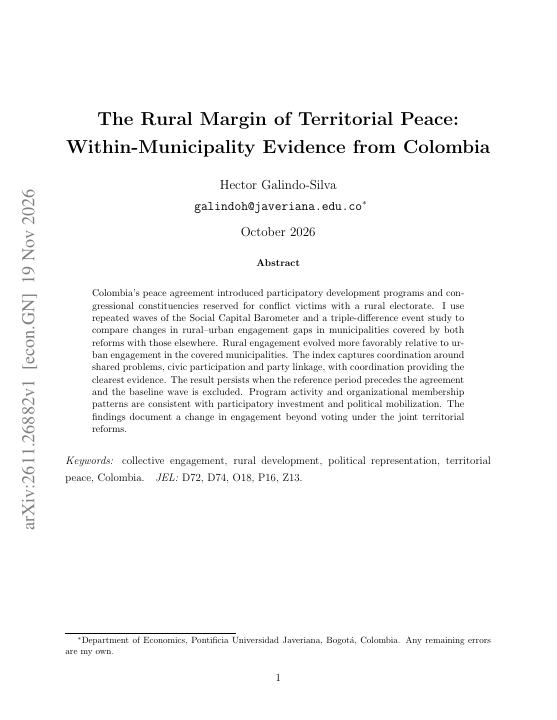 The Rural Margin of Territorial Peace:
Within-Municipality Evidence from Colombia
Hector Galindo-Silva
galindoh@javeriana.edu.co*
October 2026
Abstract
Colombia's peace agreement introduced participatory development programs and con-
gressional constituencies reserved for conflict victims with a rural electorate. I use
repeated waves of the Social Capital Barometer and a triple-difference event study to
compare changes in rural–urban engagement gaps in municipalities covered by both
reforms with those elsewhere. Rural engagement evolved more favorably relative to ur-
ban engagement in the covered municipalities. The index captures coordination around
shared problems, civic participation and party linkage, with coordination providing the
clearest evidence. The result persists when the reference period precedes the agreement
and the baseline wave is excluded. Program activity and organizational membership
patterns are consistent with participatory investment and political mobilization. The
findings document a change in engagement beyond voting under the joint territorial
reforms.
Keywords: collective engagement, rural development, political representation, territorial
peace, Colombia. JEL: D72, D74, O18, P16, Z13.
*Department of Economics, Pontificia Universidad Javeriana, Bogotá, Colombia. Any remaining errors
are my own.
1
arXiv:2611.26882v1 [econ.GN] 19 Nov 2026